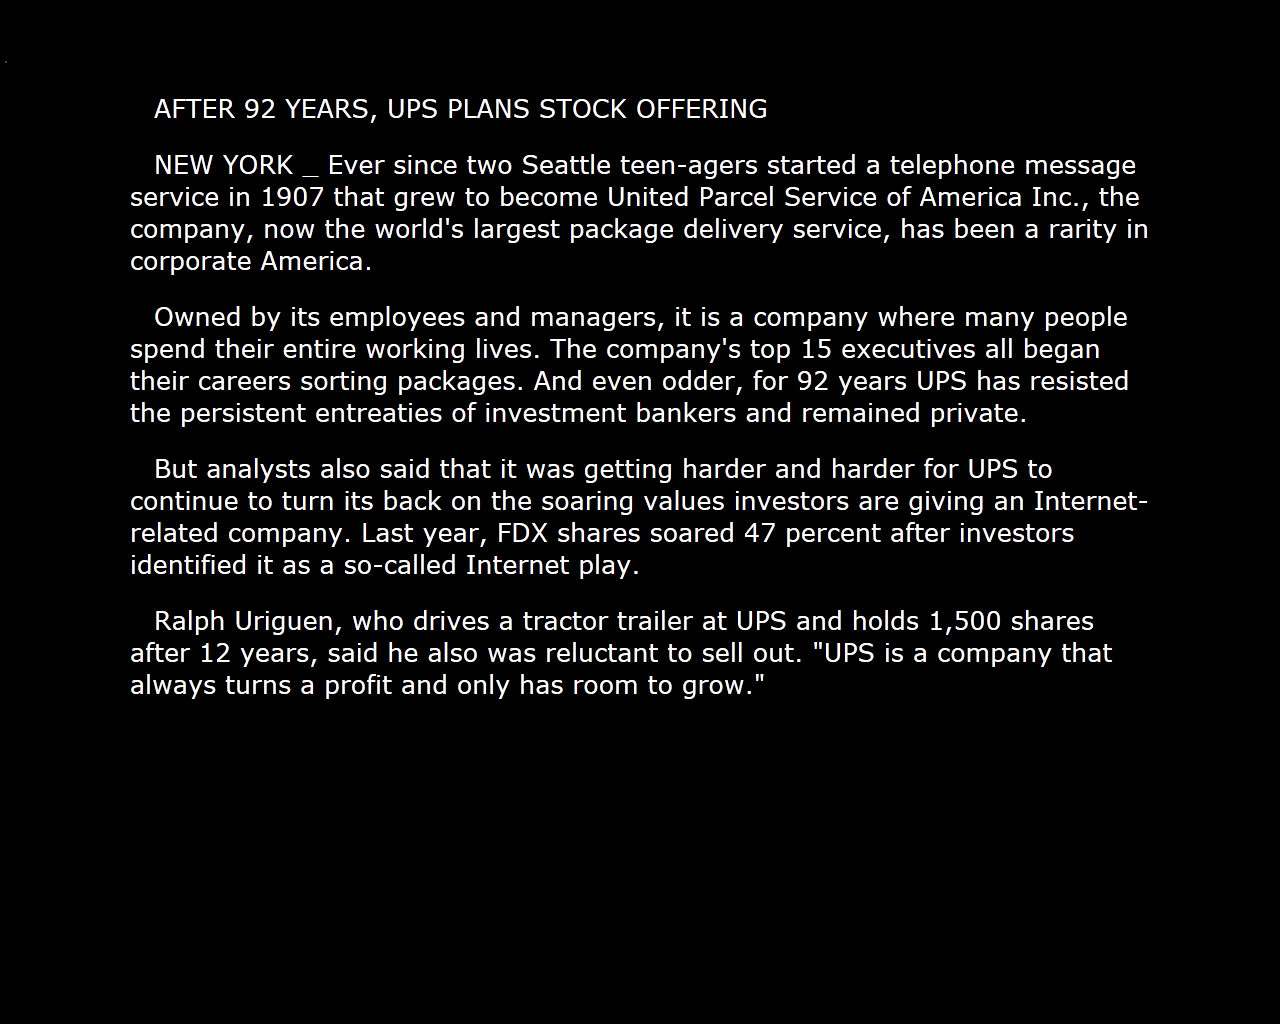 AFTER 92 YEARS, UPS PLANS STOCK OFFERING
NEW YORK _ Ever since two Seattle teen-agers started a telephone message
service in 1907 that grew to become United Parcel Service of America Inc., the
company, now the world's largest package delivery service, has been a rarity in
corporate America.
Owned by its employees and managers, it is a company where many people
spend their entire working lives. The company's top 15 executives all began
their careers sorting packages. And even odder, for 92 years UPS has resisted
the persistent entreaties of investment bankers and remained private.
But analysts also said that it was getting harder and harder for UPS to
continue to turn its back on the soaring values investors are giving an Internet-
related company. Last year, FDX shares soared 47 percent after investors
identified it as a so-called Internet play.
Ralph Uriguen, who drives a tractor trailer at UPS and holds 1,500 shares
after 12 years, said he also was reluctant to sell out. "UPS is a company that
always turns a profit and only has room to grow."